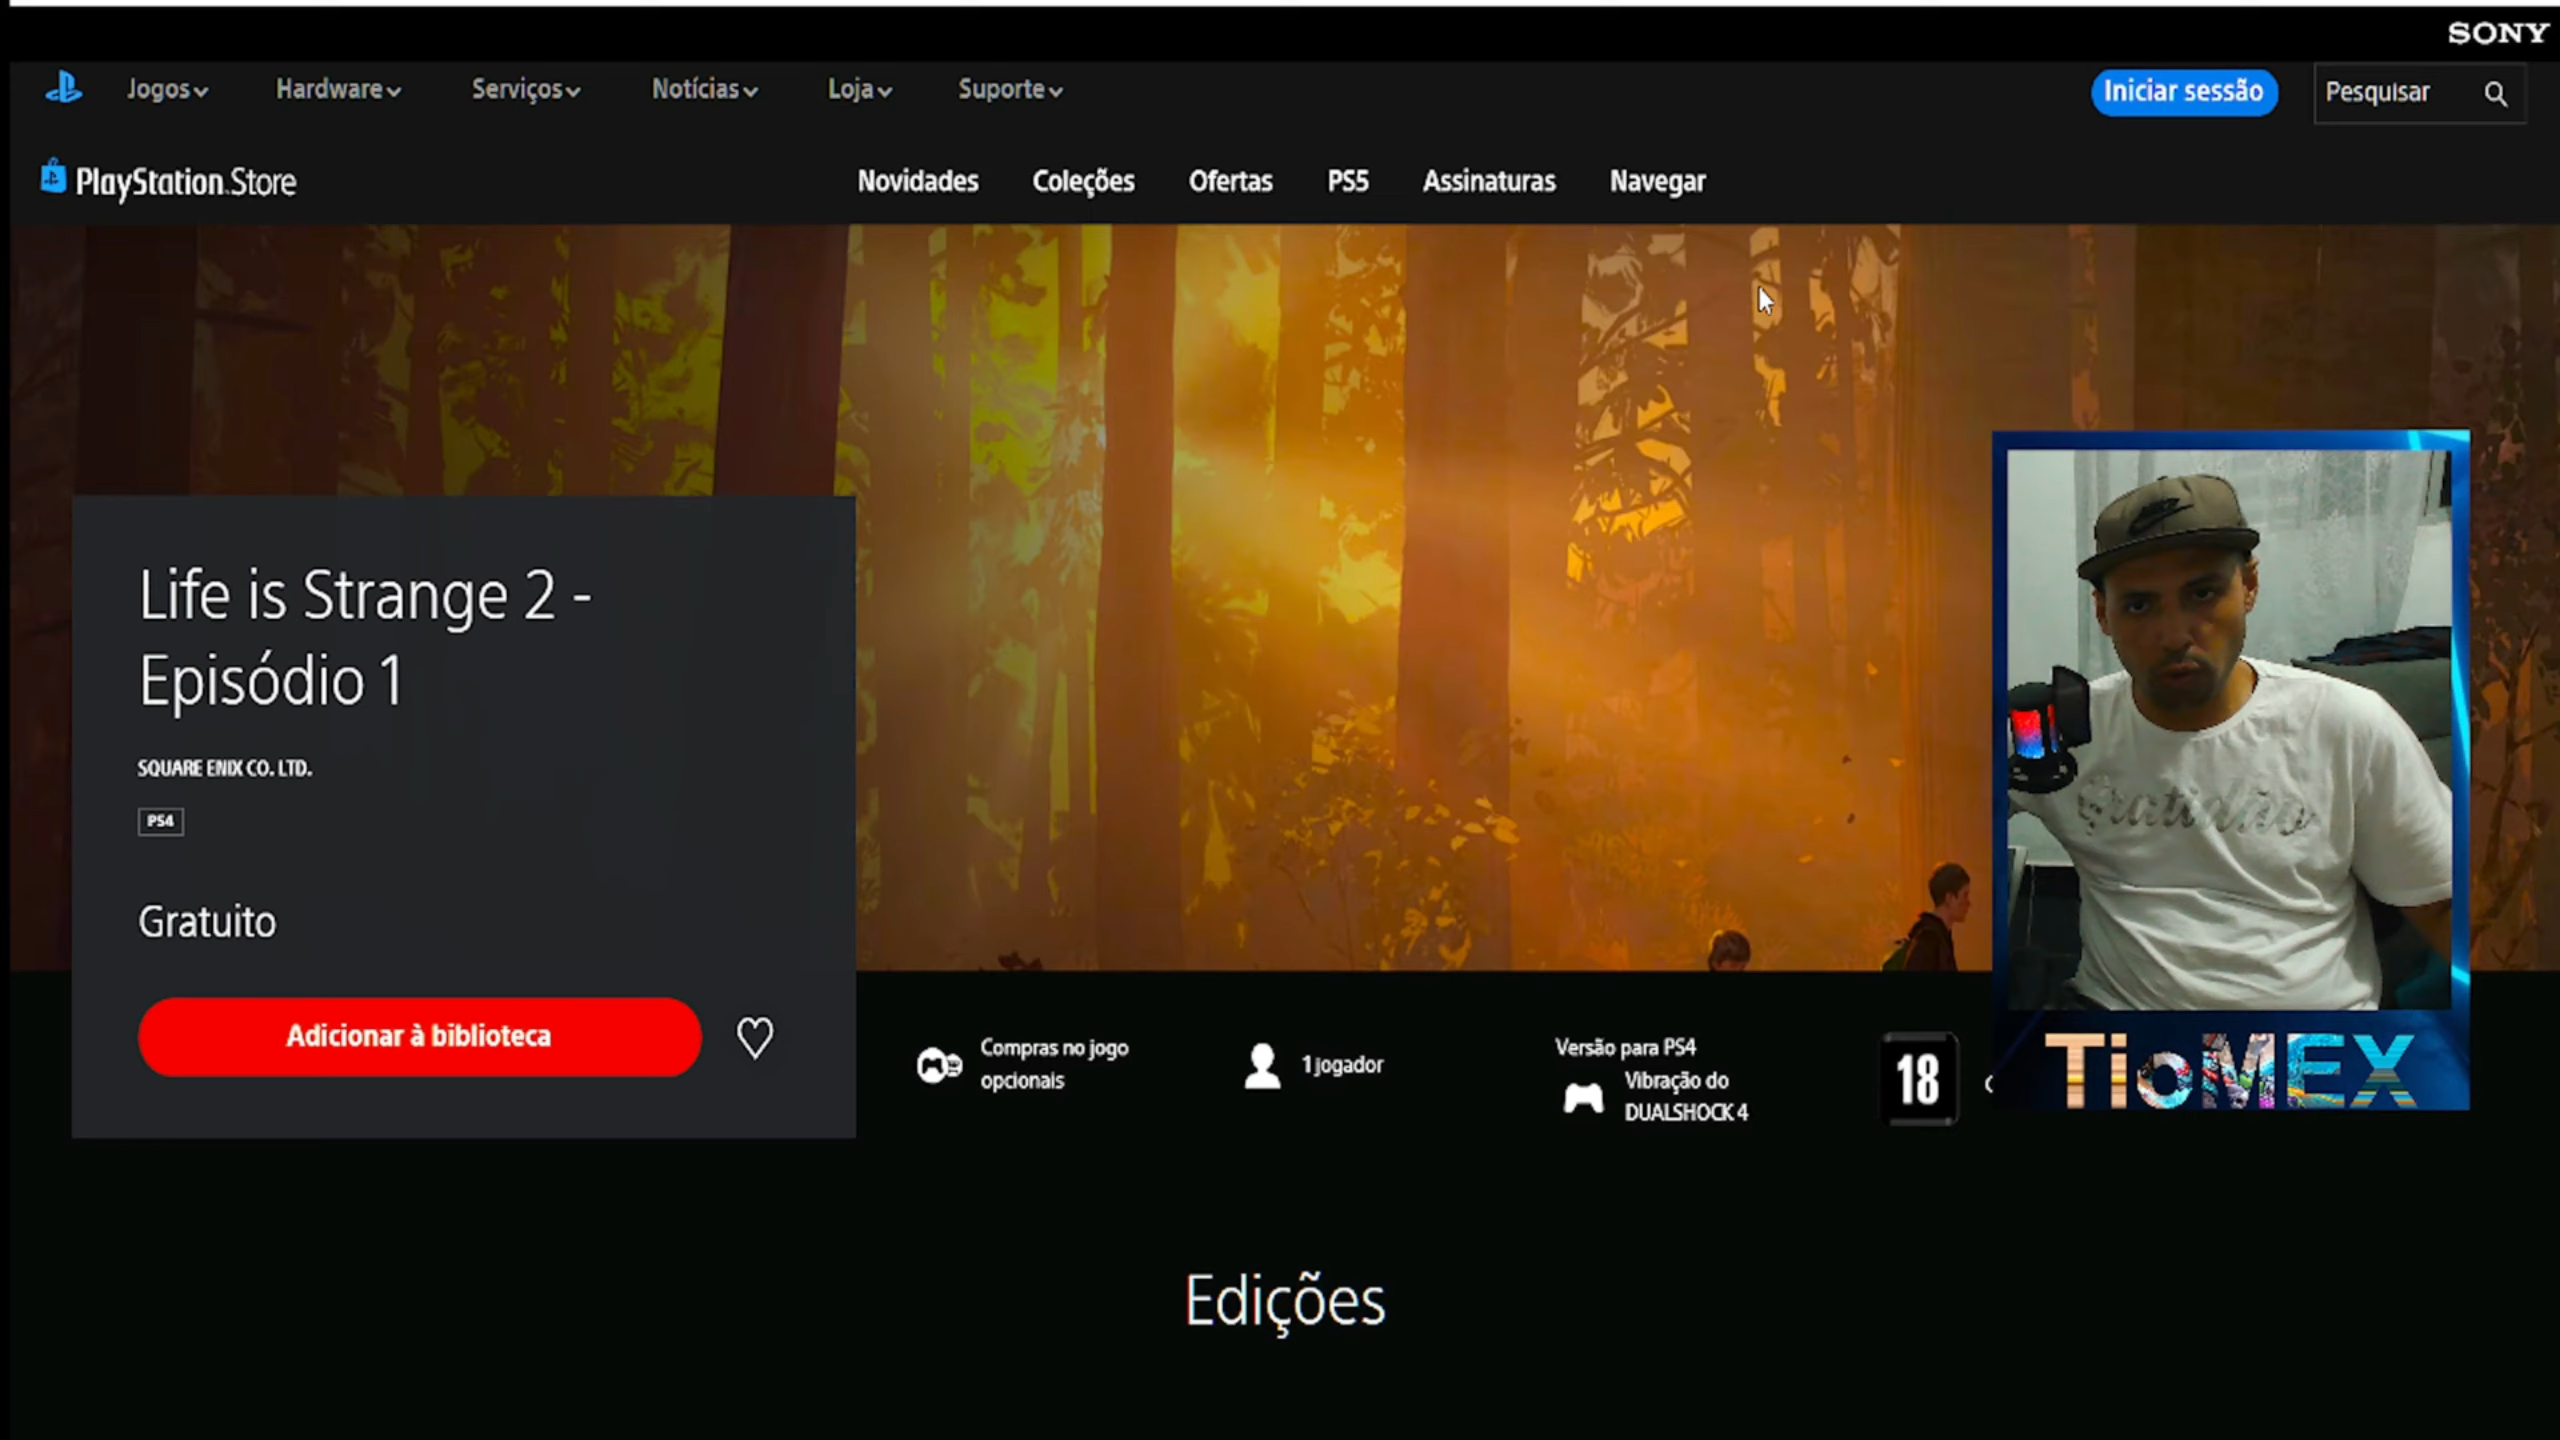 SONY
Jogos
Hardware
Serviços
Notícias
Loja
Suporte
Iniciar sessão
Pesquisar
PlayStation Store
Novidades
Coleções
Ofertas
PS5
Assinaturas
Navegar
Life is Strange 2 -
Episódio 1
SQUARE ENIX CO. LTD.
PS4
Gratuito
Adicionar à biblioteca
Compras no jogo
opcionais
1 jogador
Versão para PS4
Vibração do
DUALSHOCK 4
18
Gratidão
TioMEX
Edições